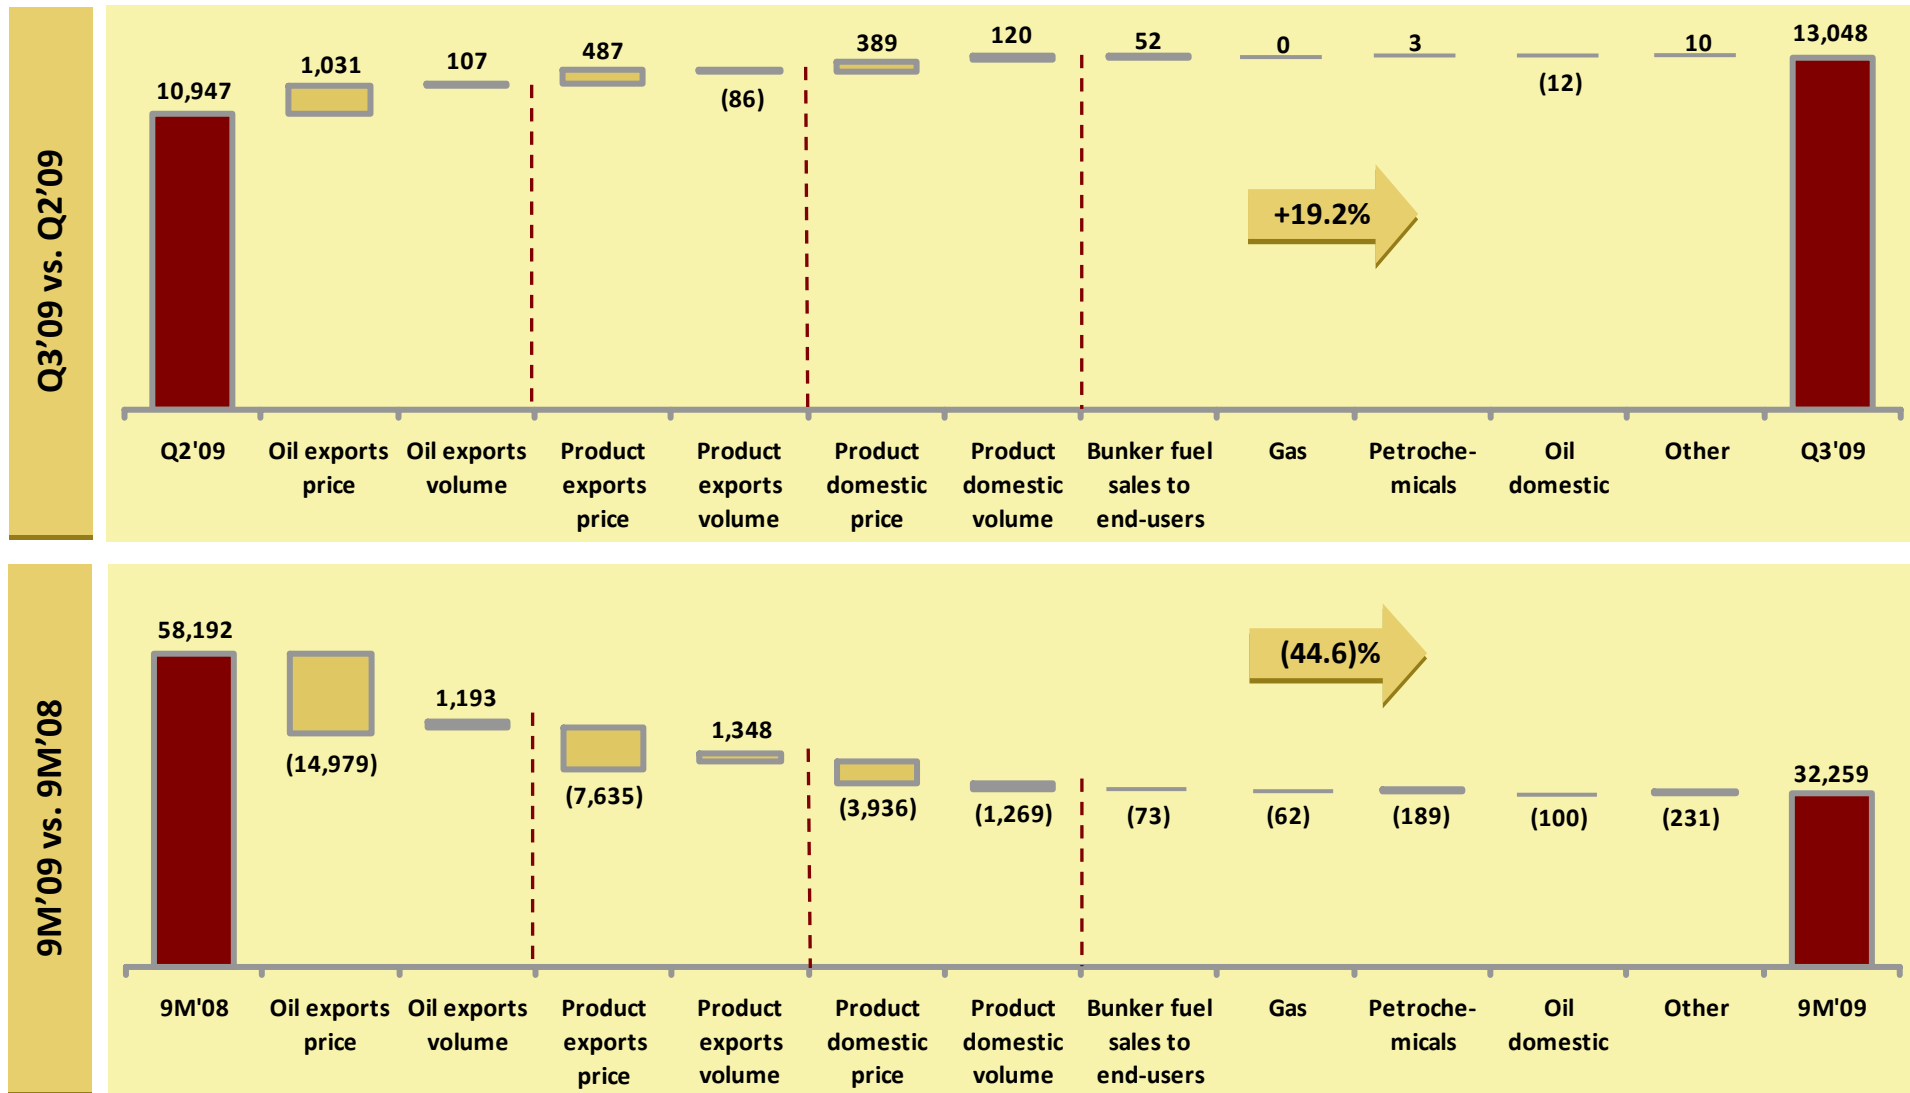 Q3’09 vs. Q2’09
10,947
1,031
107
487
(86)
389
120
52
0
3
(12)
10
13,048
+19.2%
Q2'09
Oil exports
price
Oil exports
volume
Product
exports
price
Product
exports
volume
Product
domestic
price
Product
domestic
volume
Bunker fuel
sales to
end-users
Gas
Petroche-
micals
Oil
domestic
Other
Q3'09
9M’09 vs. 9M’08
58,192
(14,979)
1,193
(7,635)
1,348
(3,936)
(1,269)
(73)
(62)
(189)
(100)
(231)
32,259
(44.6)%
9M'08
Oil exports
price
Oil exports
volume
Product
exports
price
Product
exports
volume
Product
domestic
price
Product
domestic
volume
Bunker fuel
sales to
end-users
Gas
Petroche-
micals
Oil
domestic
Other
9M'09